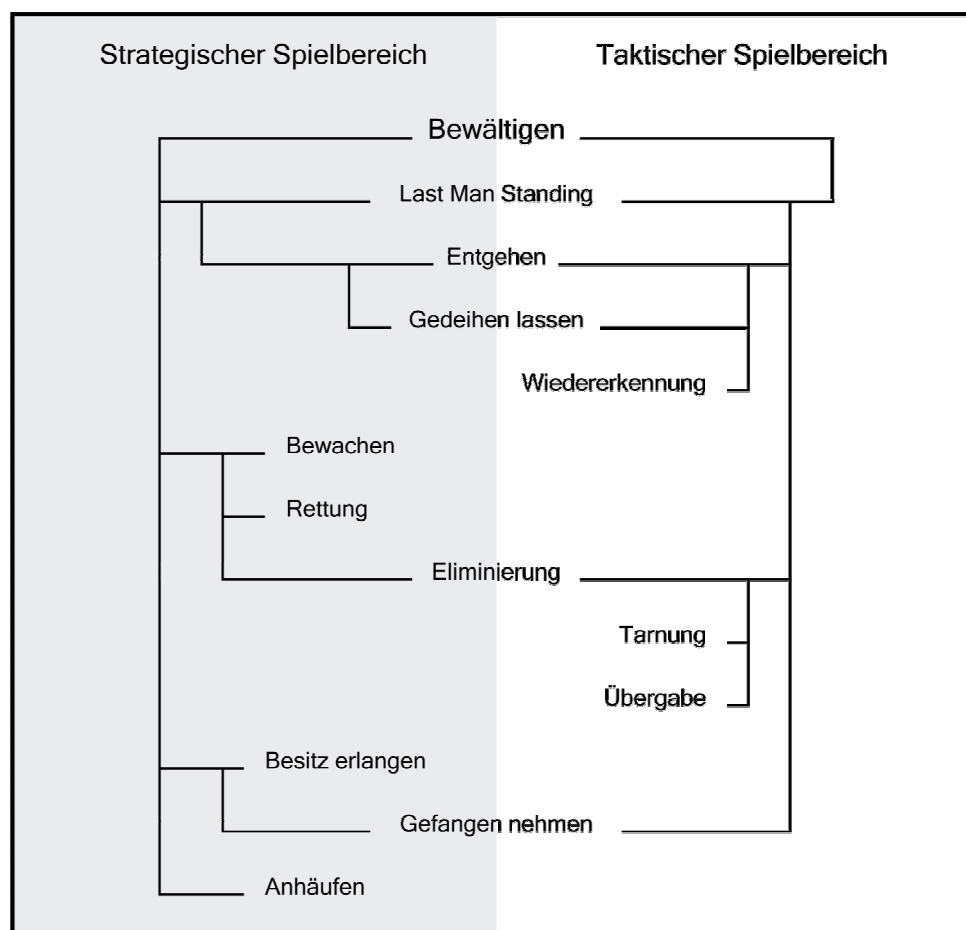 Strategischer Spielbereich
Taktischer Spielbereich
Bewältigen
Last Man Standing
Entgehen
Gedeihen lassen
Wiedererkennung
Bewachen
Rettung
Eliminierung
Tarnung
Übergabe
Besitz erlangen
Gefangen nehmen
Anhäufen